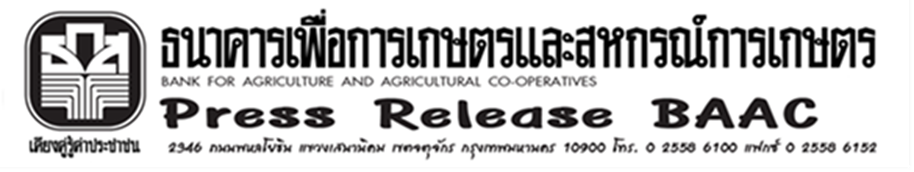 ธนาคารเพื่อการเกษตรและสหกรณ์การเกษตร
BANK FOR AGRICULTURE AND AGRICULTURAL CO-OPERATIVES
Press Release BAAC
เคียงคู่รู้ค่าประชาชน
2346 ถนนพหลโยธิน แขวงเสนานิคม เขตจตุจักร กรุงเทพมหานคร 10900 โทร. 0 2558 6100 แฟกซ์ 0 2558 6152